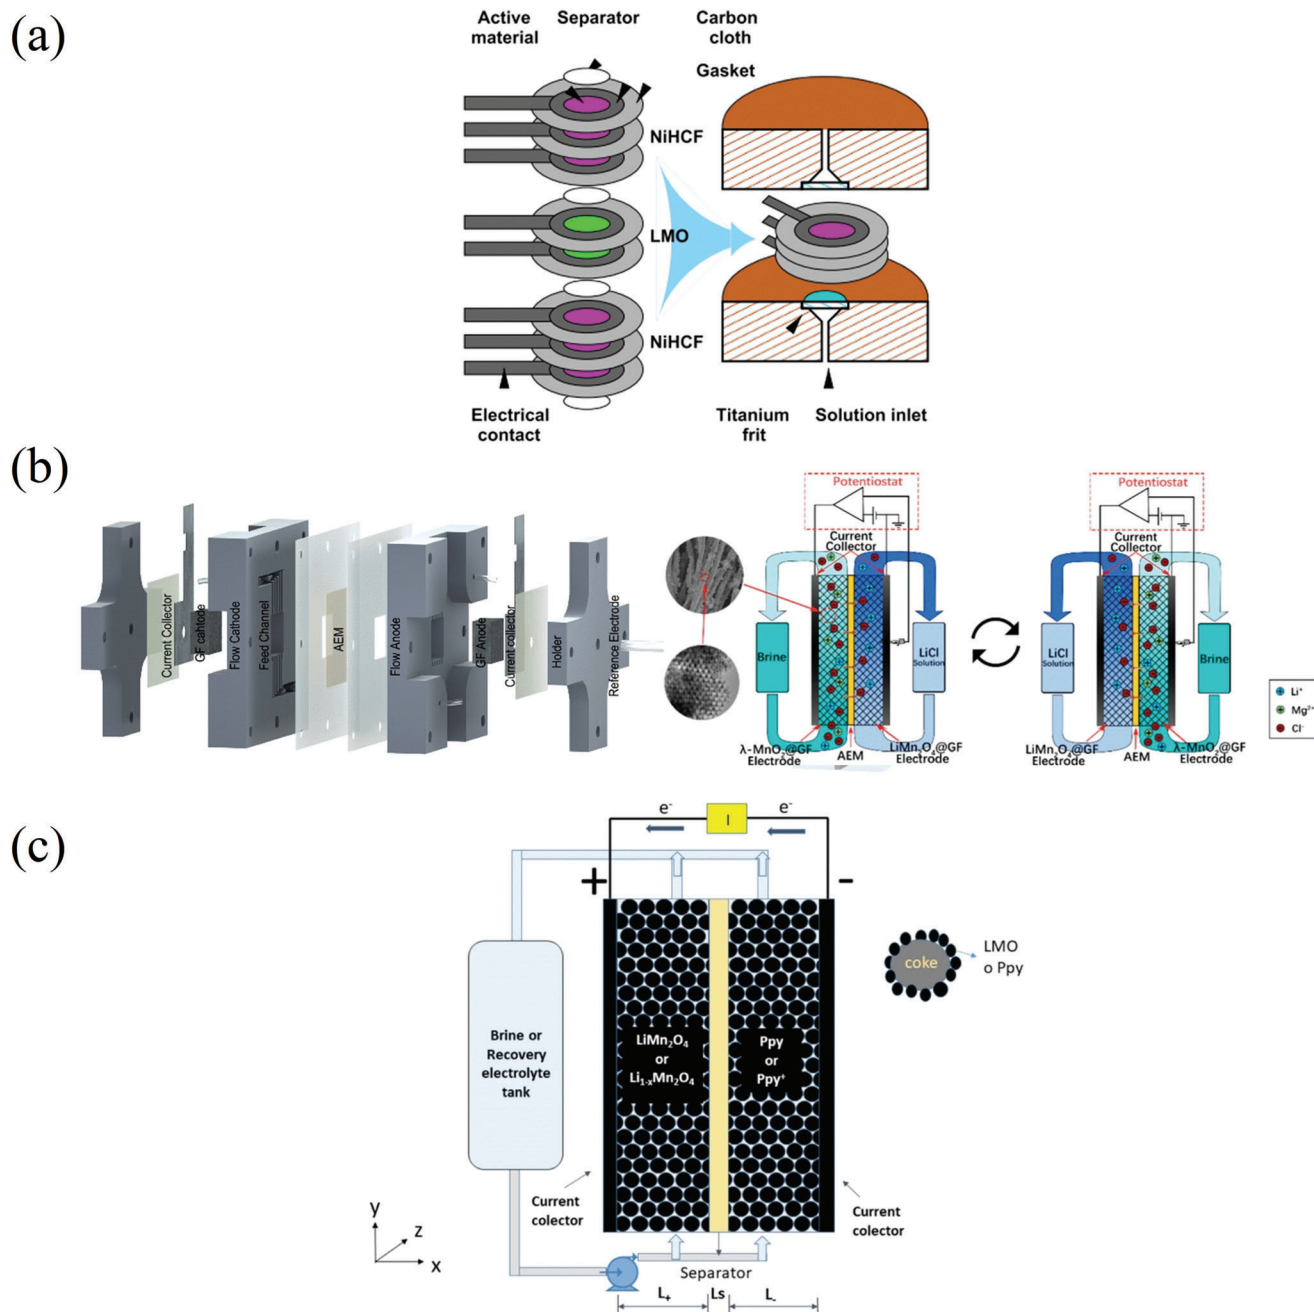 (a)
Active
material
Separator
Carbon
cloth
Gasket
NiHCF
LMO
NiHCF
Electrical
contact
Titanium
frit
Solution inlet
(b)
Current Collector
GF cahtode
Flow Cathode
Feed Channel
AEM
Flow Anode
GF Anode
Current collector
Holder
Reference Electrode
Potentiostat
Current
Collector
Brine
LiCl
Solution
λ-MnO₂@GF
Electrode
AEM
LiMn₂O₄@GF
Electrode
Potentiostat
Current
Collector
LiCl
Solution
Brine
LiMn₂O₄@GF
Electrode
AEM
λ-MnO₂@GF
Electrode
Li⁺
Mg²⁺
Cl⁻
(c)
e⁻
I
e⁻
+
-
Brine or
Recovery
electrolyte
tank
LiMn₂O₄
or
Li₁₋ₓMn₂O₄
Ppy
or
Ppy⁺
coke
LMO
o Ppy
Current
colector
Current
colector
y
z
x
Separator
L₊
Ls
L₋